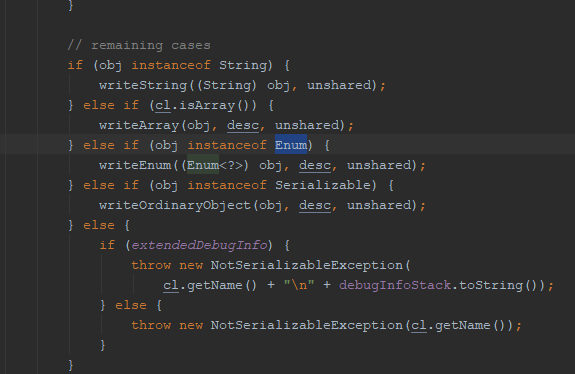 }
// remaining cases
if (obj instanceof String) {
writeString((String) obj, unshared);
} else if (cl.isArray()) {
writeArray(obj, desc, unshared);
} else if (obj instanceof Enum) {
writeEnum((Enum<?>) obj, desc, unshared);
} else if (obj instanceof Serializable) {
writeOrdinaryObject(obj, desc, unshared);
} else {
if (extendedDebugInfo) {
throw new NotSerializableException(
cl.getName() + "\n" + debugInfoStack.toString());
} else {
throw new NotSerializableException(cl.getName());
}
}